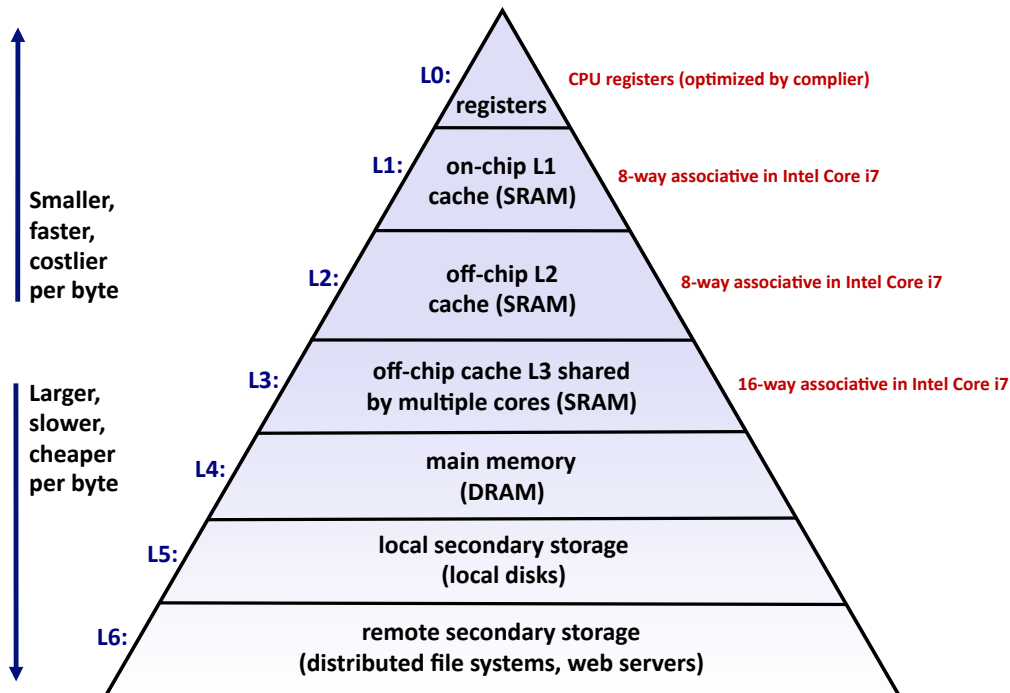 L0:
registers
CPU registers (optimized by complier)
L1:
on-chip L1
cache (SRAM)
8-way associative in Intel Core i7
Smaller,
faster,
costlier
per byte
L2:
off-chip L2
cache (SRAM)
8-way associative in Intel Core i7
L3:
off-chip cache L3 shared
by multiple cores (SRAM)
16-way associative in Intel Core i7
Larger,
slower,
cheaper
per byte
L4:
main memory
(DRAM)
L5:
local secondary storage
(local disks)
L6:
remote secondary storage
(distributed file systems, web servers)